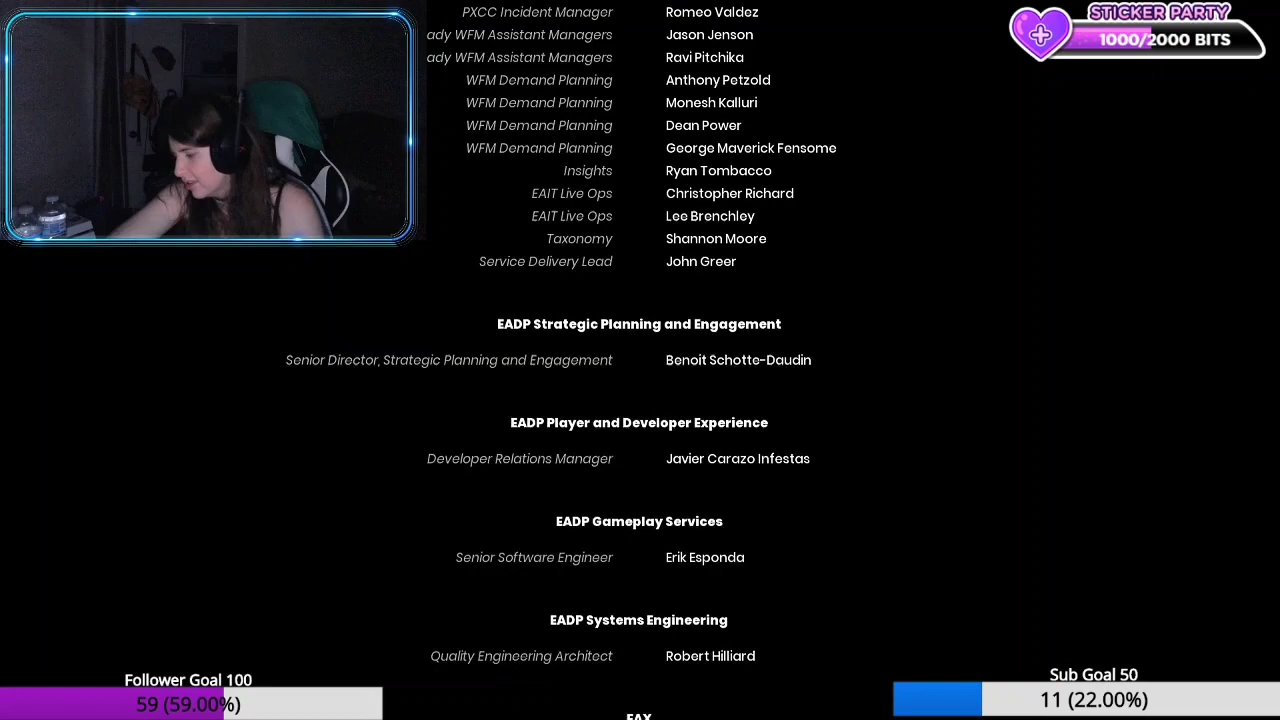 STICKER PARTY
1000/2000 BITS
PXCC Incident Manager Romeo Valdez
ady WFM Assistant Managers Jason Jenson
ady WFM Assistant Managers Ravi Pitchika
WFM Demand Planning Anthony Petzold
WFM Demand Planning Monesh Kalluri
WFM Demand Planning Dean Power
WFM Demand Planning George Maverick Fensome
Insights Ryan Tombacco
EAIT Live Ops Christopher Richard
EAIT Live Ops Lee Brenchley
Taxonomy Shannon Moore
Service Delivery Lead John Greer
EADP Strategic Planning and Engagement
Senior Director, Strategic Planning and Engagement Benoit Schotte-Daudin
EADP Player and Developer Experience
Developer Relations Manager Javier Carazo Infestas
EADP Gameplay Services
Senior Software Engineer Erik Esponda
EADP Systems Engineering
Quality Engineering Architect Robert Hilliard
Follower Goal 100
59 (59.00%)
Sub Goal 50
11 (22.00%)